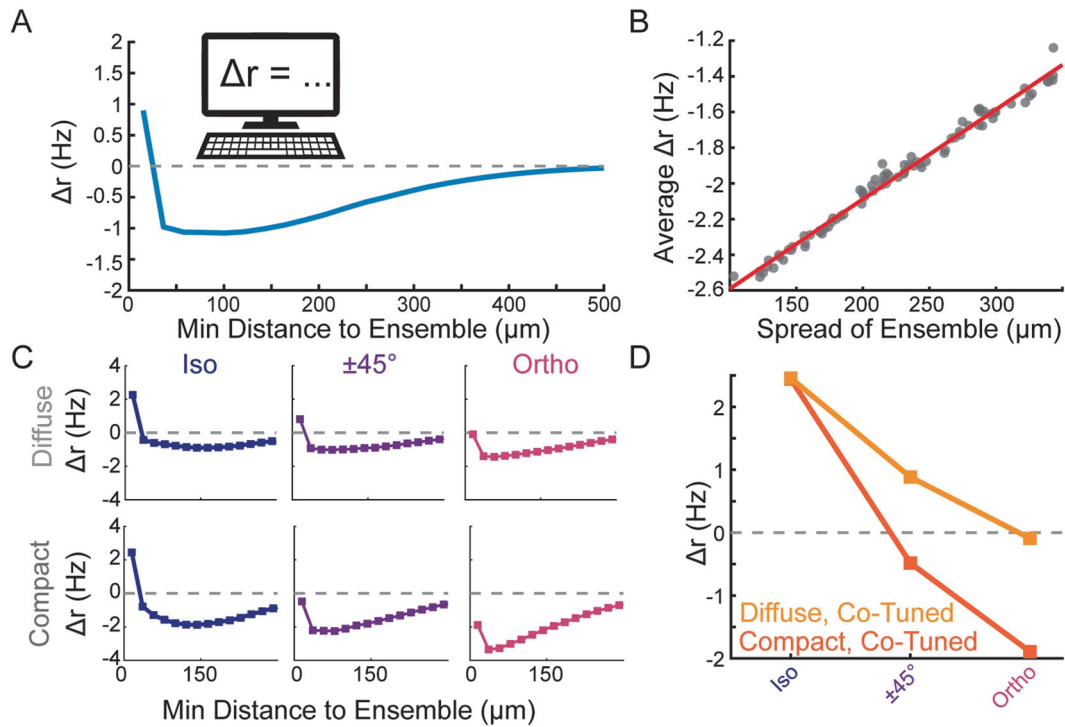 A
B
Δr = ...
Δr (Hz)
2
1.5
1
0.5
0
-0.5
-1
-1.5
-2
0 100 200 300 400 500
Min Distance to Ensemble (μm)
Average Δr (Hz)
-1.2
-1.4
-1.6
-1.8
-2
-2.2
-2.4
-2.6
150 200 250 300
Spread of Ensemble (μm)
C
Iso ±45° Ortho
Diffuse
Δr (Hz)
4
2
0
-2
-4
150 150 150
Compact
Δr (Hz)
4
2
0
-2
-4
150 150 150
Min Distance to Ensemble (μm)
D
Δr (Hz)
2
1
0
-1
-2
Diffuse, Co-Tuned
Compact, Co-Tuned
Iso ±45° Ortho